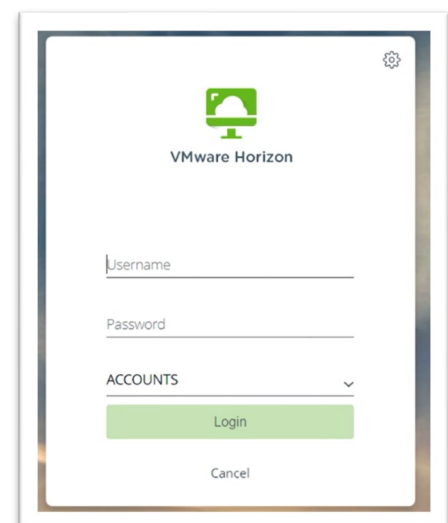 VMware Horizon
Username
Password
ACCOUNTS
Login
Cancel